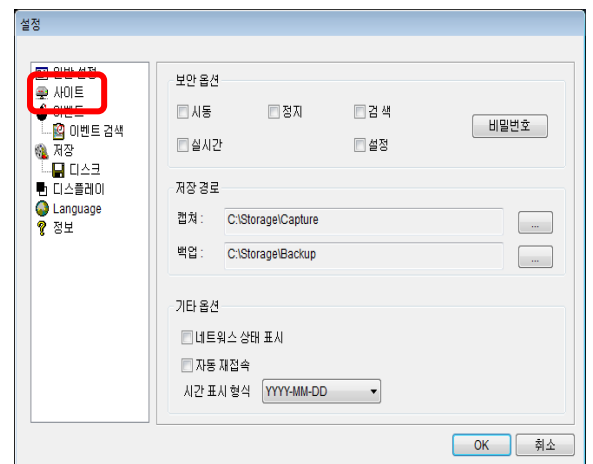 설정
일반 설정
사이트
이벤트
이벤트 검색
저장
디스크
디스플레이
Language
정보
보안 옵션
시동 정지 검 색
실시간 설정
비밀번호
저장 경로
캡쳐 : C:\Storage\Capture ...
백업 : C:\Storage\Backup ...
기타 옵션
네트워스 상태 표시
자동 재접속
시간 표시 형식 YYYY-MM-DD
OK 취소